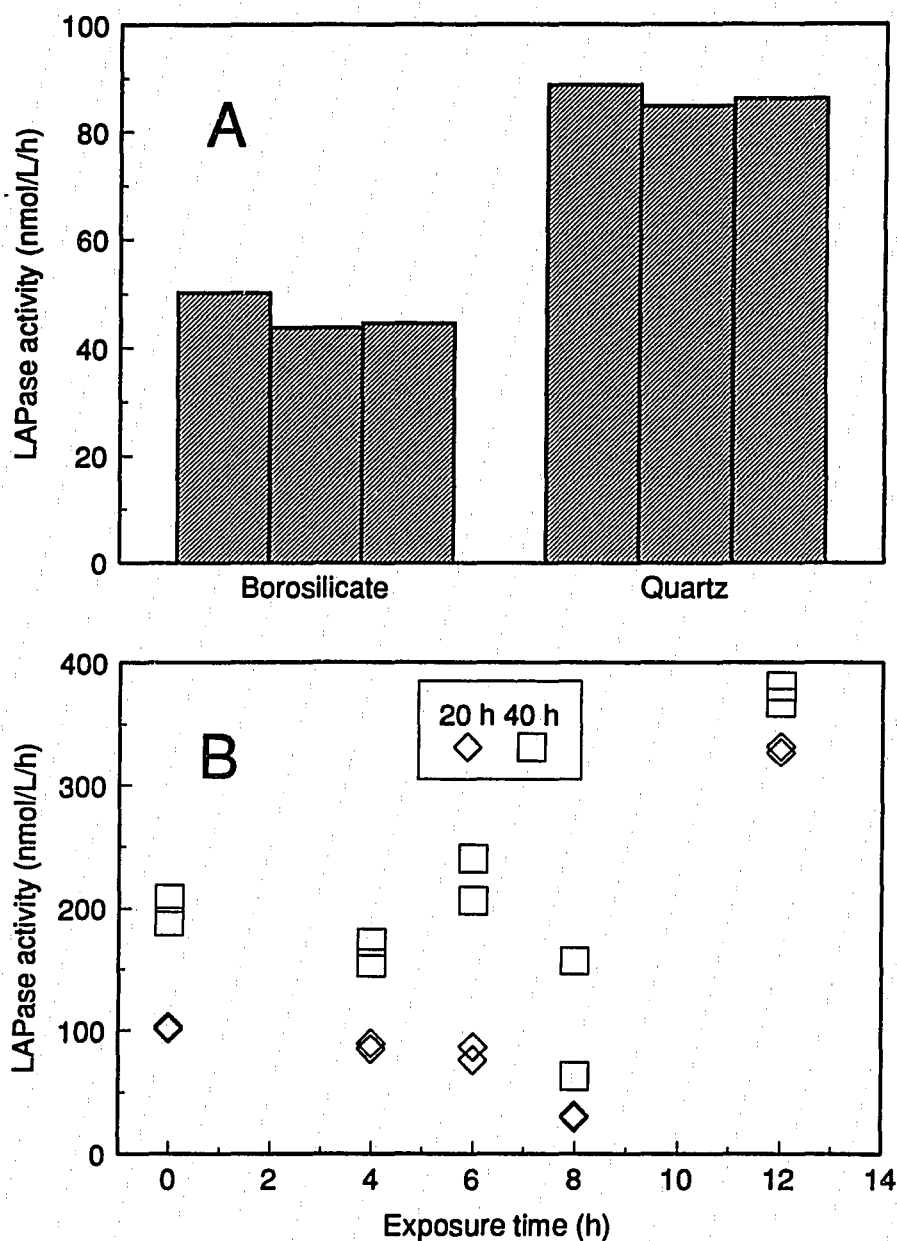 100
80
60
40
20
0
LAPase activity (nmol/L/h)
A
Borosilicate Quartz
400
300
200
100
0
LAPase activity (nmol/L/h)
B
20 h 40 h
0 2 4 6 8 10 12 14
Exposure time (h)